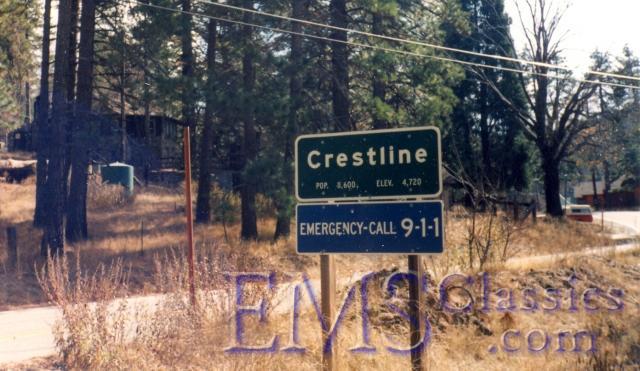 Crestline
POP. 8,600. ELEV. 4,720
EMERGENCY-CALL 9-1-1
EMSClassics
.com